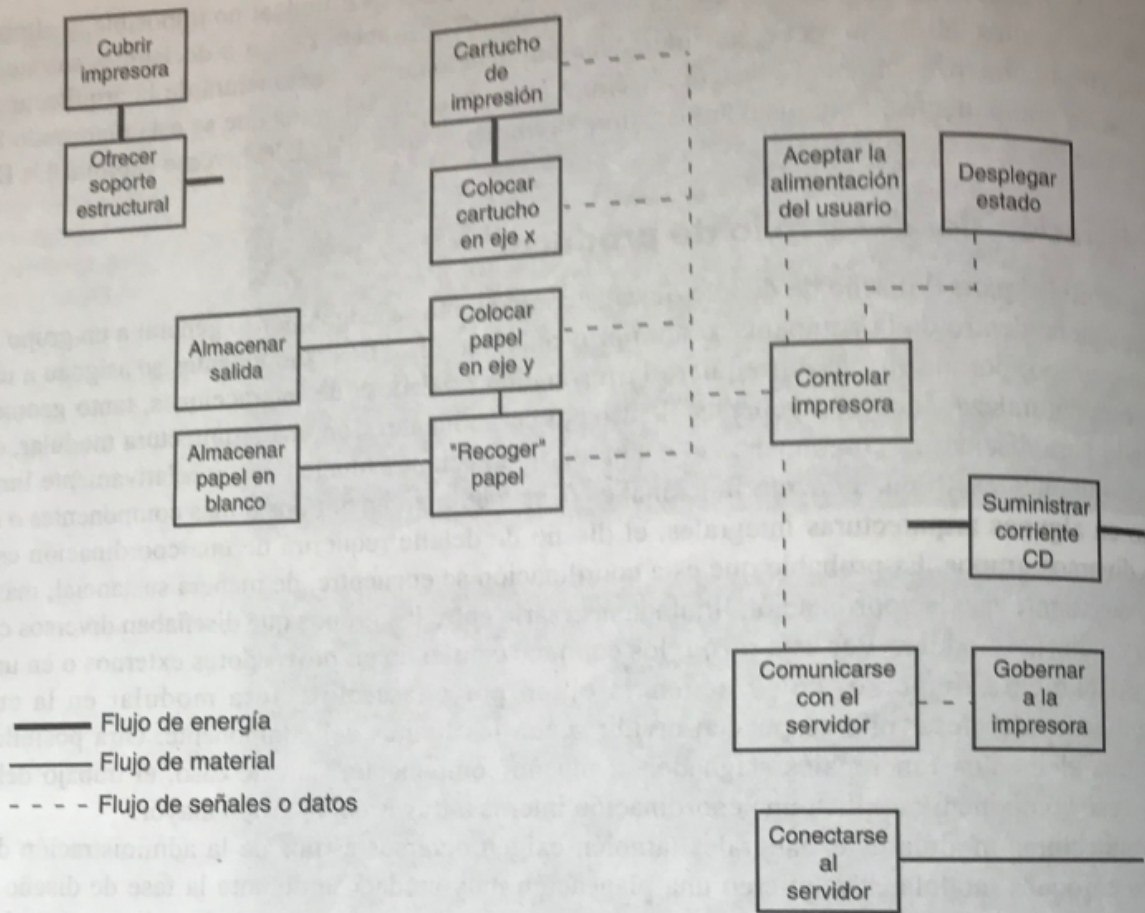 Cubrir
impresora
Ofrecer
soporte
estructural
Cartucho
de
impresión
Colocar
cartucho
en eje x
Aceptar la
alimentación
del usuario
Desplegar
estado
Almacenar
salida
Colocar
papel
en eje y
Controlar
impresora
Almacenar
papel en
blanco
"Recoger"
papel
Suministrar
corriente
CD
Comunicarse
con el
servidor
Gobernar
a la
impresora
Flujo de energía
Flujo de material
Flujo de señales o datos
Conectarse
al
servidor